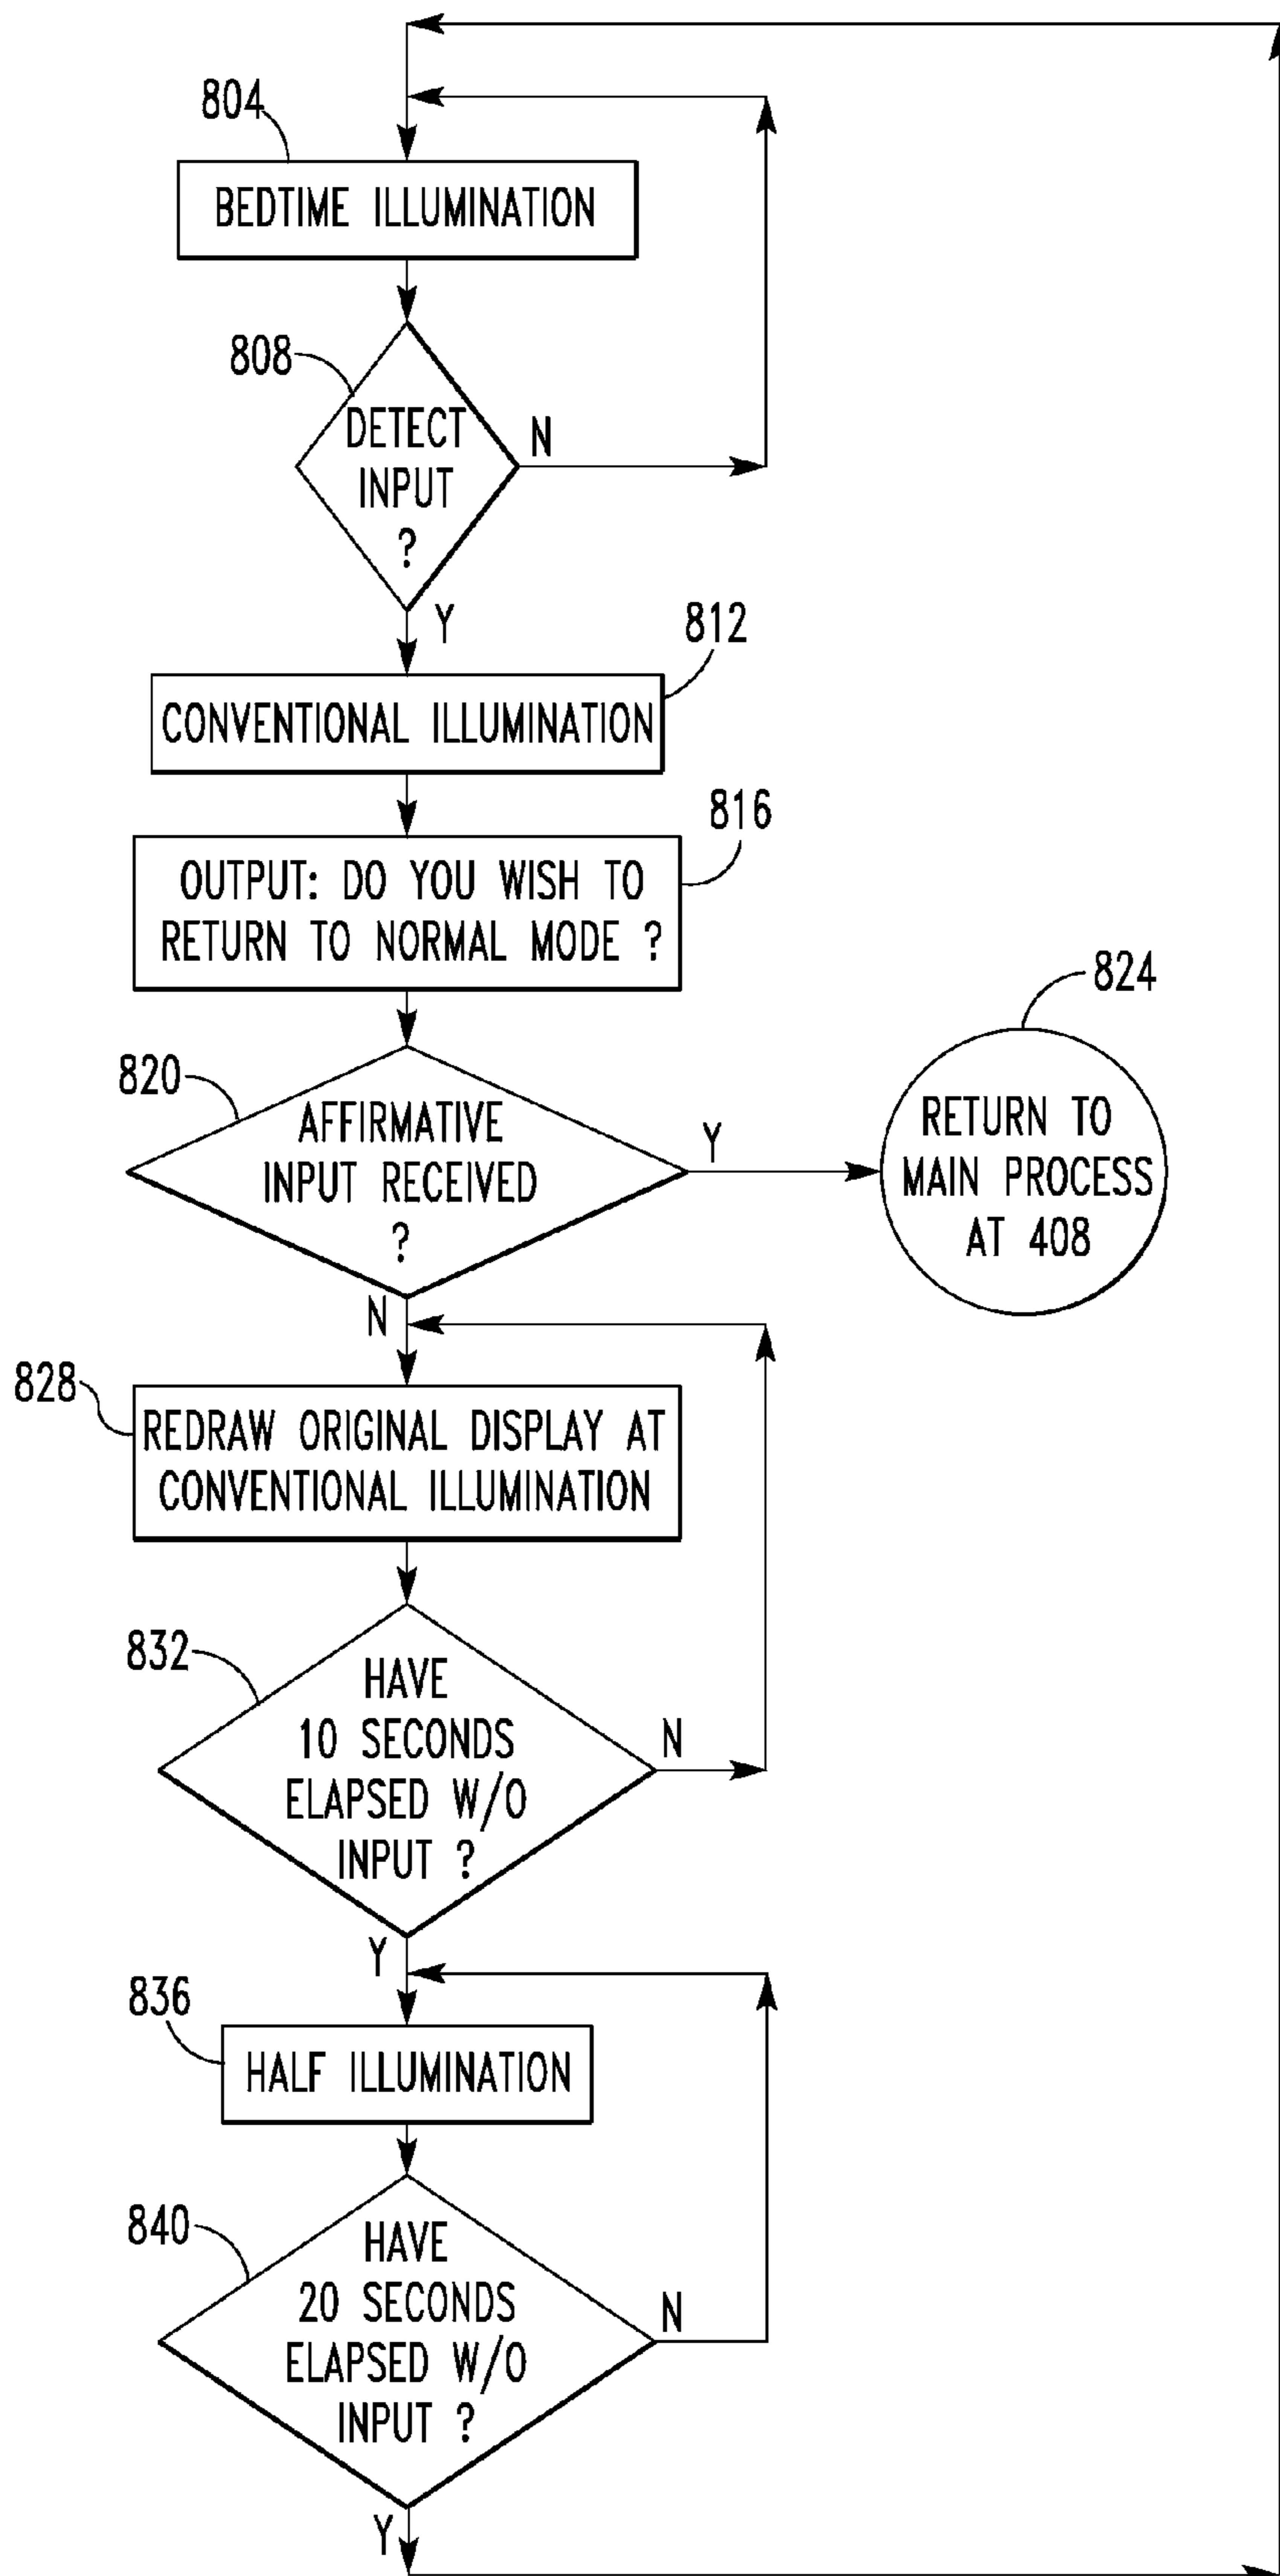 804
BEDTIME ILLUMINATION
808
DETECT
INPUT
?
N
Y
812
CONVENTIONAL ILLUMINATION
816
OUTPUT: DO YOU WISH TO
RETURN TO NORMAL MODE ?
820
AFFIRMATIVE
INPUT RECEIVED
?
Y
824
RETURN TO
MAIN PROCESS
AT 408
N
828
REDRAW ORIGINAL DISPLAY AT
CONVENTIONAL ILLUMINATION
832
HAVE
10 SECONDS
ELAPSED W/O
INPUT ?
N
Y
836
HALF ILLUMINATION
840
HAVE
20 SECONDS
ELAPSED W/O
INPUT ?
N
Y